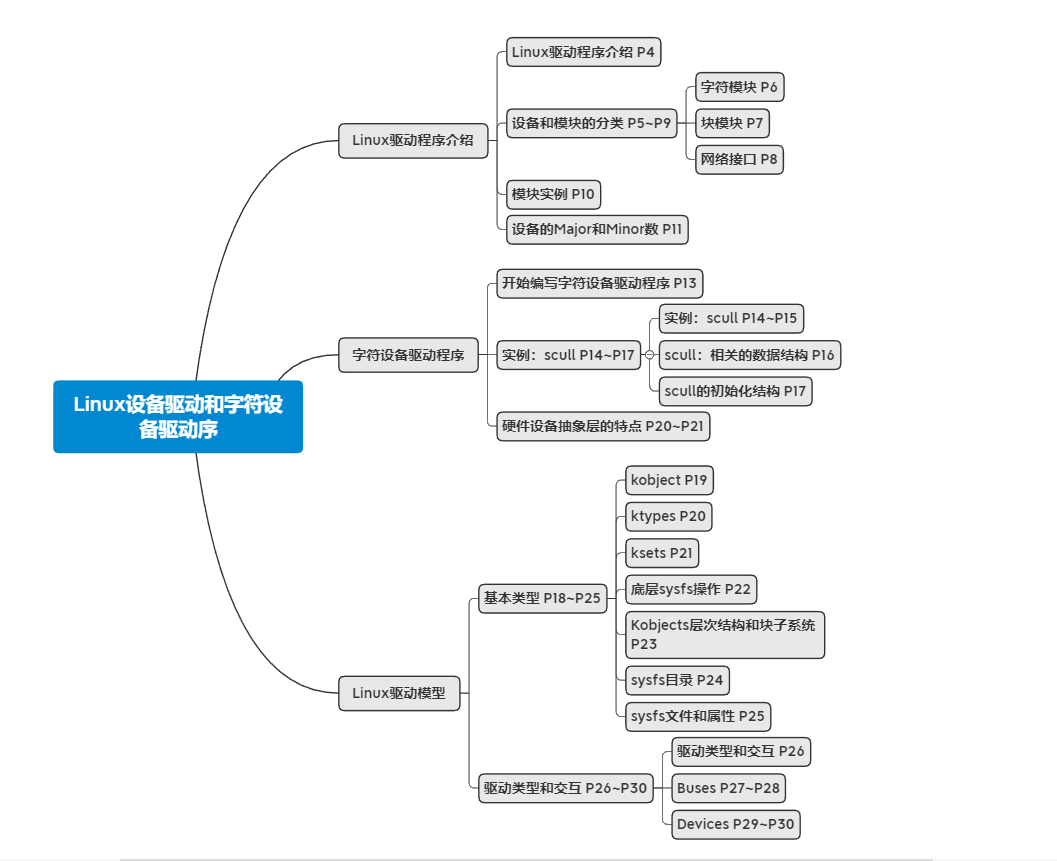 Linux设备驱动和字符设
备驱动序
Linux驱动程序介绍
Linux驱动程序介绍 P4
设备和模块的分类 P5~P9
字符模块 P6
块模块 P7
网络接口 P8
模块实例 P10
设备的Major和Minor数 P11
字符设备驱动程序
开始编写字符设备驱动程序 P13
实例：scull P14~P17
实例：scull P14~P15
scull：相关的数据结构 P16
scull的初始化结构 P17
硬件设备抽象层的特点 P20~P21
Linux驱动模型
基本类型 P18~P25
kobject P19
ktypes P20
ksets P21
底层sysfs操作 P22
Kobjects层次结构和块子系统
P23
sysfs目录 P24
sysfs文件和属性 P25
驱动类型和交互 P26~P30
驱动类型和交互 P26
Buses P27~P28
Devices P29~P30